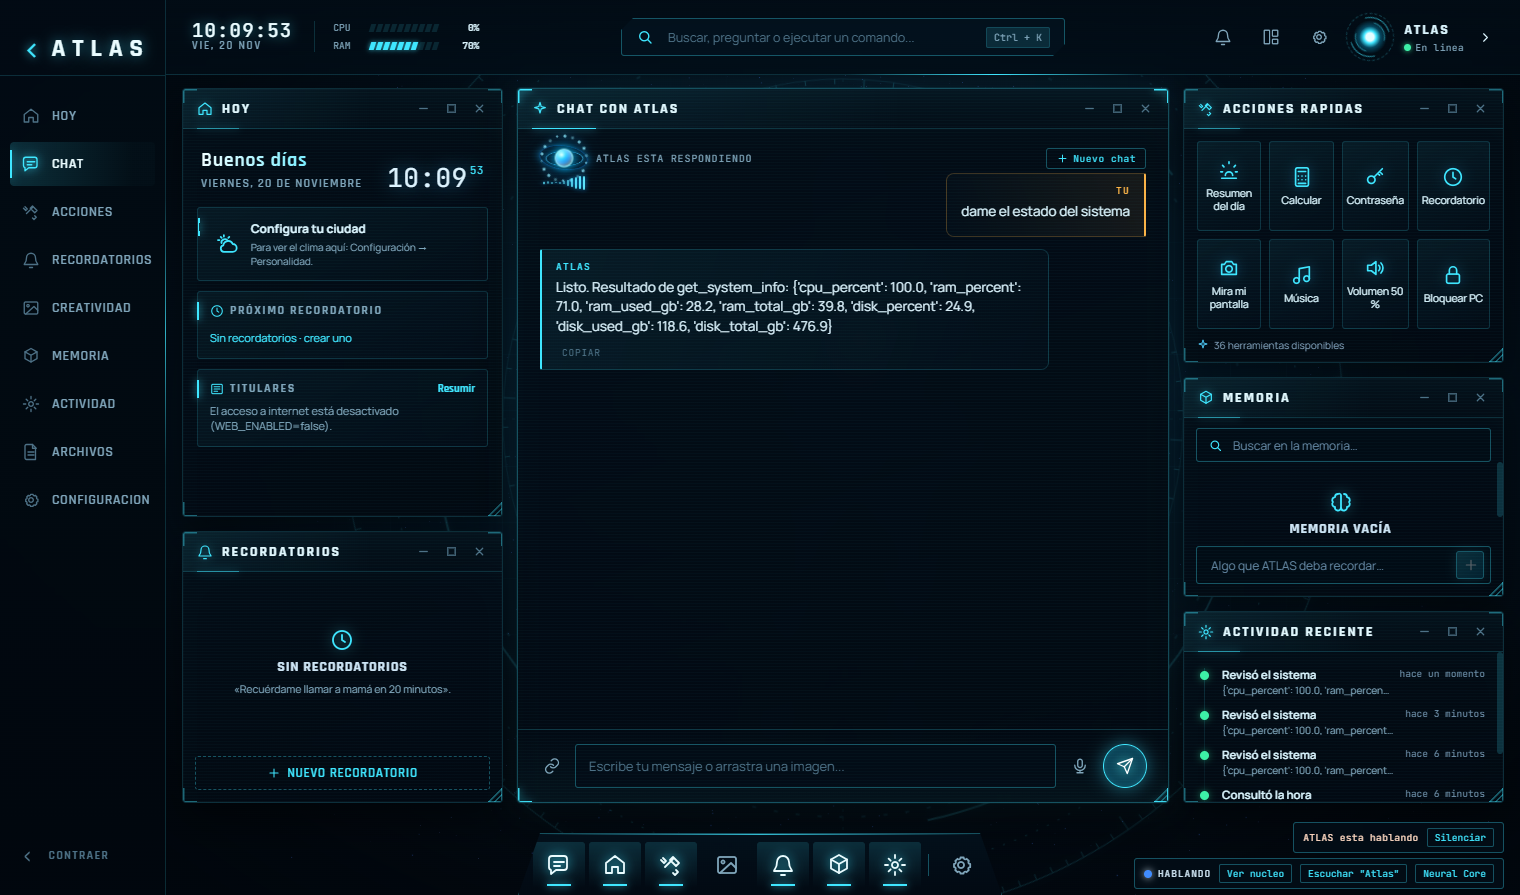 ATLAS
10:09:53
VIE, 20 NOV
CPU 0%
RAM 70%
Buscar, preguntar o ejecutar un comando...
Ctrl + K
ATLAS
En línea
HOY
CHAT
ACCIONES
RECORDATORIOS
CREATIVIDAD
MEMORIA
ACTIVIDAD
ARCHIVOS
CONFIGURACION
CONTRAER
HOY
Buenos días
VIERNES, 20 DE NOVIEMBRE
10:09 53
Configura tu ciudad
Para ver el clima aquí: Configuración →
Personalidad.
PRÓXIMO RECORDATORIO
Sin recordatorios · crear uno
TITULARES
Resumir
El acceso a internet está desactivado
(WEB_ENABLED=false).
RECORDATORIOS
SIN RECORDATORIOS
«Recuérdame llamar a mamá en 20 minutos».
+ NUEVO RECORDATORIO
CHAT CON ATLAS
ATLAS ESTA RESPONDIENDO
+ Nuevo chat
TU
dame el estado del sistema
ATLAS
Listo. Resultado de get_system_info: {'cpu_percent': 100.0, 'ram_percent':
71.0, 'ram_used_gb': 28.2, 'ram_total_gb': 39.8, 'disk_percent': 24.9,
'disk_used_gb': 118.6, 'disk_total_gb': 476.9}
COPIAR
Escribe tu mensaje o arrastra una imagen...
ACCIONES RAPIDAS
Resumen
del día
Calcular
Contraseña
Recordatorio
Mira mi
pantalla
Música
Volumen 50
%
Bloquear PC
36 herramientas disponibles
MEMORIA
Buscar en la memoria...
MEMORIA VACÍA
Algo que ATLAS deba recordar...
ACTIVIDAD RECIENTE
Revisó el sistema hace un momento
{'cpu_percent': 100.0, 'ram_percen...
Revisó el sistema hace 3 minutos
{'cpu_percent': 100.0, 'ram_percent...
Revisó el sistema hace 6 minutos
{'cpu_percent': 100.0, 'ram_percent...
Consultó la hora hace 6 minutos
ATLAS esta hablando
Silenciar
HABLANDO
Ver nucleo
Escuchar "Atlas"
Neural Core